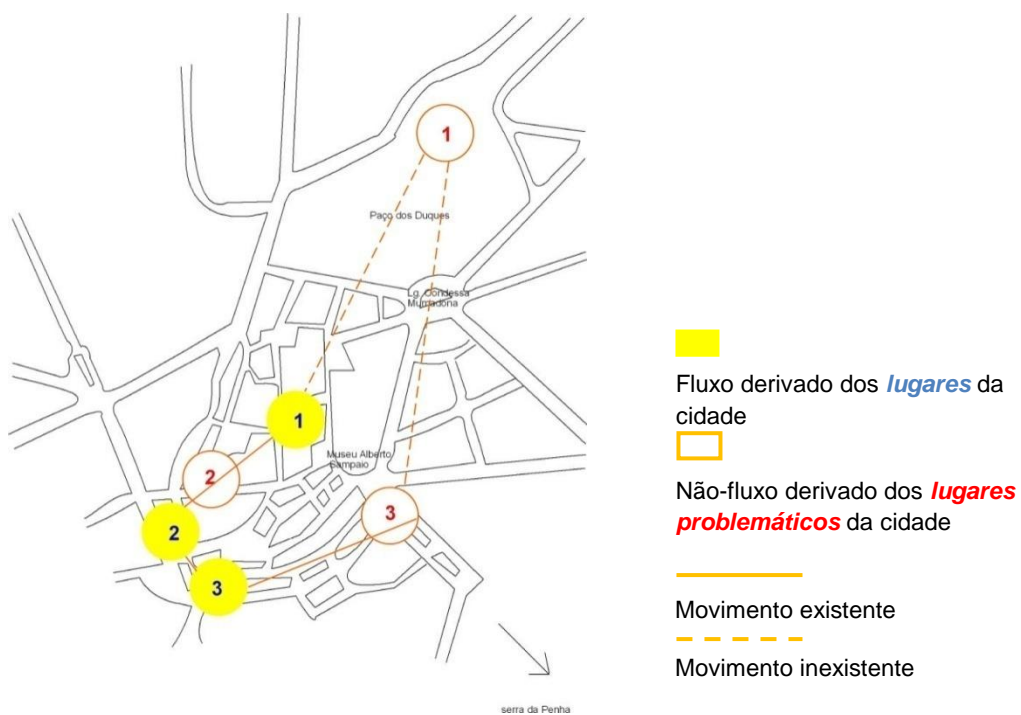 1
Paço dos Duques
Lg. Condessa
Mumadona
1
Museu Alberto
Sampaio
2
3
2
3
serra da Penha
Fluxo derivado dos lugares da
cidade
Não-fluxo derivado dos lugares
problemáticos da cidade
Movimento existente
Movimento inexistente